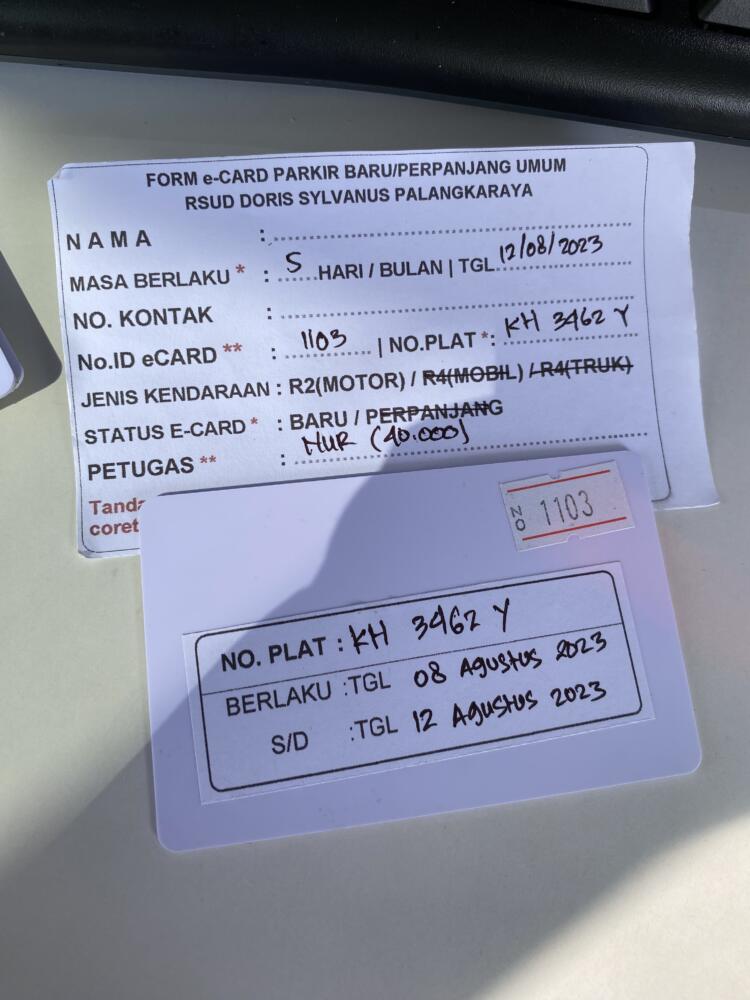 FORM e-CARD PARKIR BARU/PERPANJANG UMUM
RSUD DORIS SYLVANUS PALANGKARAYA
NAMA :
MASA BERLAKU * : 5 HARI / BULAN | TGL. 12/08/2023
NO. KONTAK :
No.ID eCARD ** : 1103 | NO.PLAT *: KH 3462 Y
JENIS KENDARAAN : R2(MOTOR) / R4(MOBIL) / R4(TRUK)
STATUS E-CARD * : BARU / PERPANJANG
PETUGAS ** : NUR (40.000)
Tanda
coret
NO 1103
NO. PLAT : KH 3462 Y
BERLAKU :TGL 08 AGUSTUS 2023
S/D :TGL 12 AGUSTUS 2023